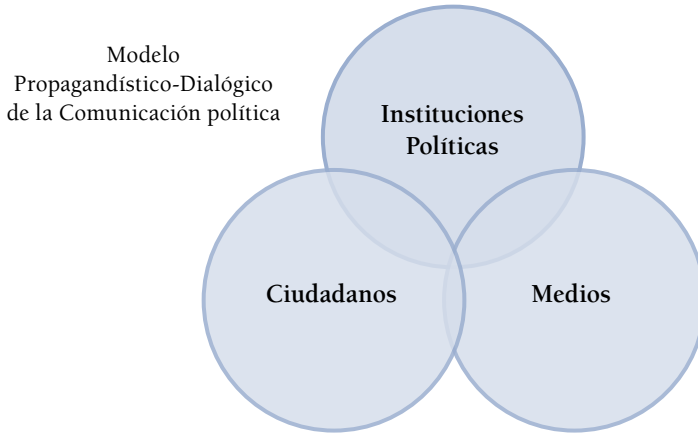 Modelo
Propagandístico-Dialógico
de la Comunicación política
Instituciones
Políticas
Ciudadanos
Medios